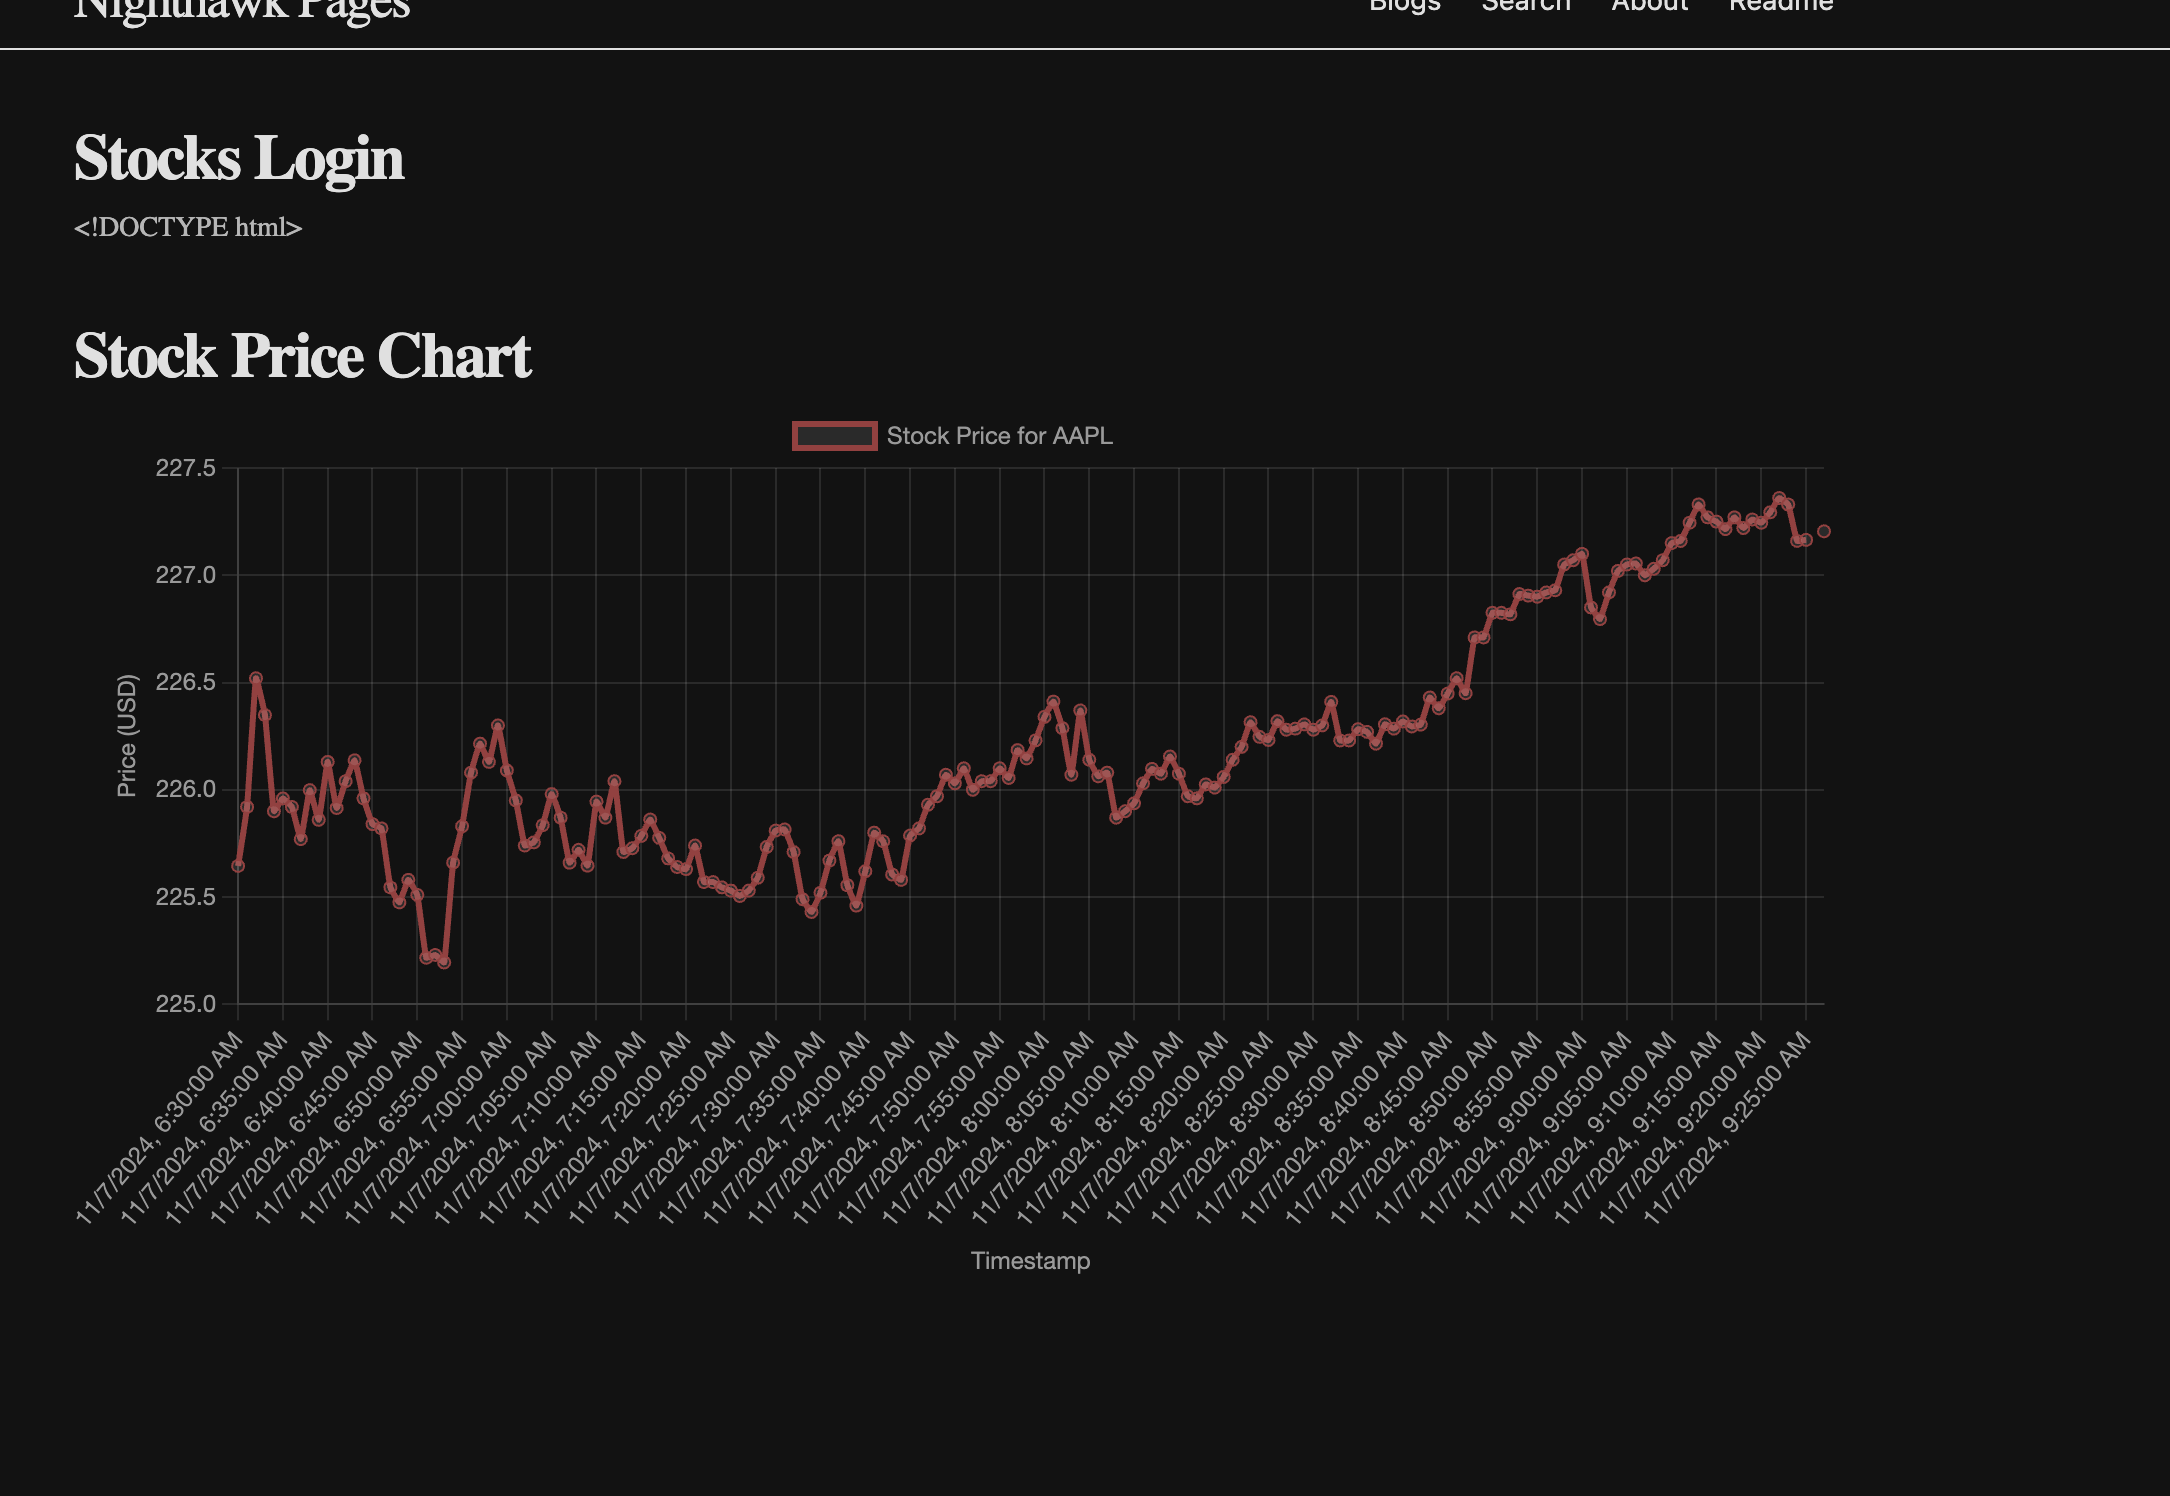 Nighthawk Pages
Blogs Search About Readme
Stocks Login
<!DOCTYPE html>
Stock Price Chart
Stock Price for AAPL
227.5
227.0
226.5
226.0
225.5
225.0
Price (USD)
11/7/2024, 6:30:00 AM
11/7/2024, 6:35:00 AM
11/7/2024, 6:40:00 AM
11/7/2024, 6:45:00 AM
11/7/2024, 6:50:00 AM
11/7/2024, 6:55:00 AM
11/7/2024, 7:00:00 AM
11/7/2024, 7:05:00 AM
11/7/2024, 7:10:00 AM
11/7/2024, 7:15:00 AM
11/7/2024, 7:20:00 AM
11/7/2024, 7:25:00 AM
11/7/2024, 7:30:00 AM
11/7/2024, 7:35:00 AM
11/7/2024, 7:40:00 AM
11/7/2024, 7:45:00 AM
11/7/2024, 7:50:00 AM
11/7/2024, 7:55:00 AM
11/7/2024, 8:00:00 AM
11/7/2024, 8:05:00 AM
11/7/2024, 8:10:00 AM
11/7/2024, 8:15:00 AM
11/7/2024, 8:20:00 AM
11/7/2024, 8:25:00 AM
11/7/2024, 8:30:00 AM
11/7/2024, 8:35:00 AM
11/7/2024, 8:40:00 AM
11/7/2024, 8:45:00 AM
11/7/2024, 8:50:00 AM
11/7/2024, 8:55:00 AM
11/7/2024, 9:00:00 AM
11/7/2024, 9:05:00 AM
11/7/2024, 9:10:00 AM
11/7/2024, 9:15:00 AM
11/7/2024, 9:20:00 AM
11/7/2024, 9:25:00 AM
Timestamp